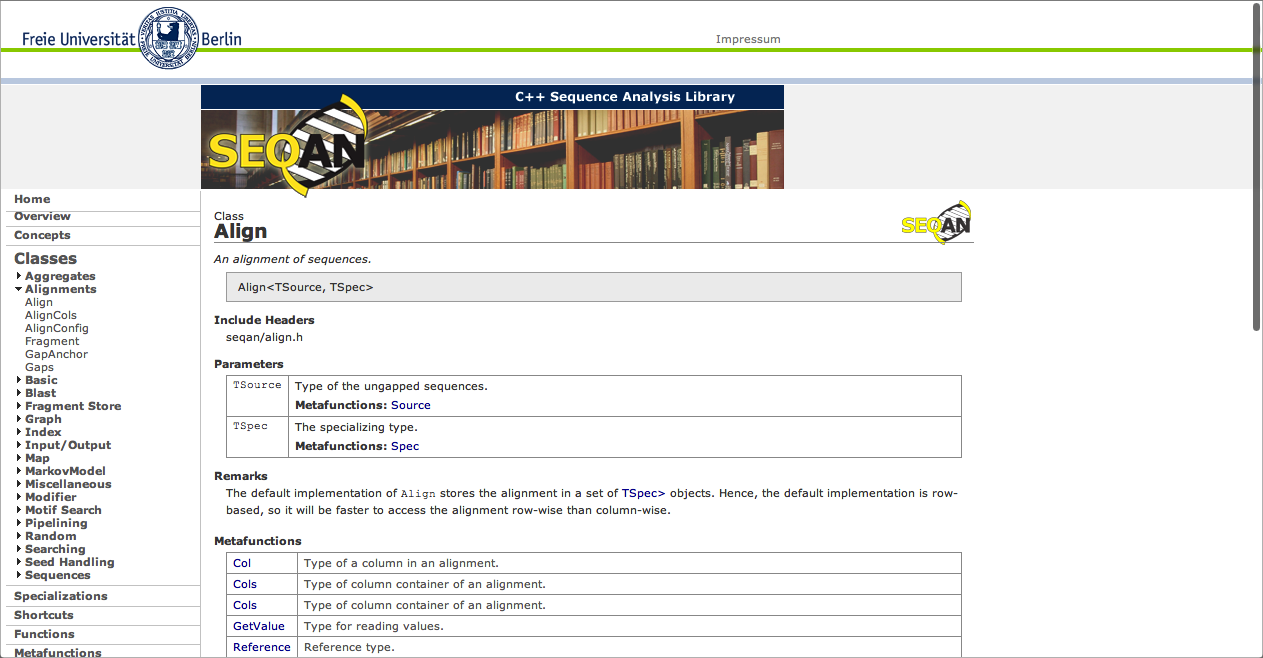 Freie Universität Berlin
Impressum
C++ Sequence Analysis Library
SEQAN
Home
Overview
Concepts
Classes
Aggregates
Alignments
Align
AlignCols
AlignConfig
Fragment
GapAnchor
Gaps
Basic
Blast
Fragment Store
Graph
Index
Input/Output
Map
MarkovModel
Miscellaneous
Modifier
Motif Search
Pipelining
Random
Searching
Seed Handling
Sequences
Specializations
Shortcuts
Functions
Metafunctions
Class
Align
SEQAN
An alignment of sequences.
Align<TSource, TSpec>
Include Headers
seqan/align.h
Parameters
TSource Type of the ungapped sequences.
Metafunctions: Source
TSpec The specializing type.
Metafunctions: Spec
Remarks
The default implementation of Align stores the alignment in a set of TSpec> objects. Hence, the default implementation is row-
based, so it will be faster to access the alignment row-wise than column-wise.
Metafunctions
Col Type of a column in an alignment.
Cols Type of column container of an alignment.
Cols Type of column container of an alignment.
GetValue Type for reading values.
Reference Reference type.